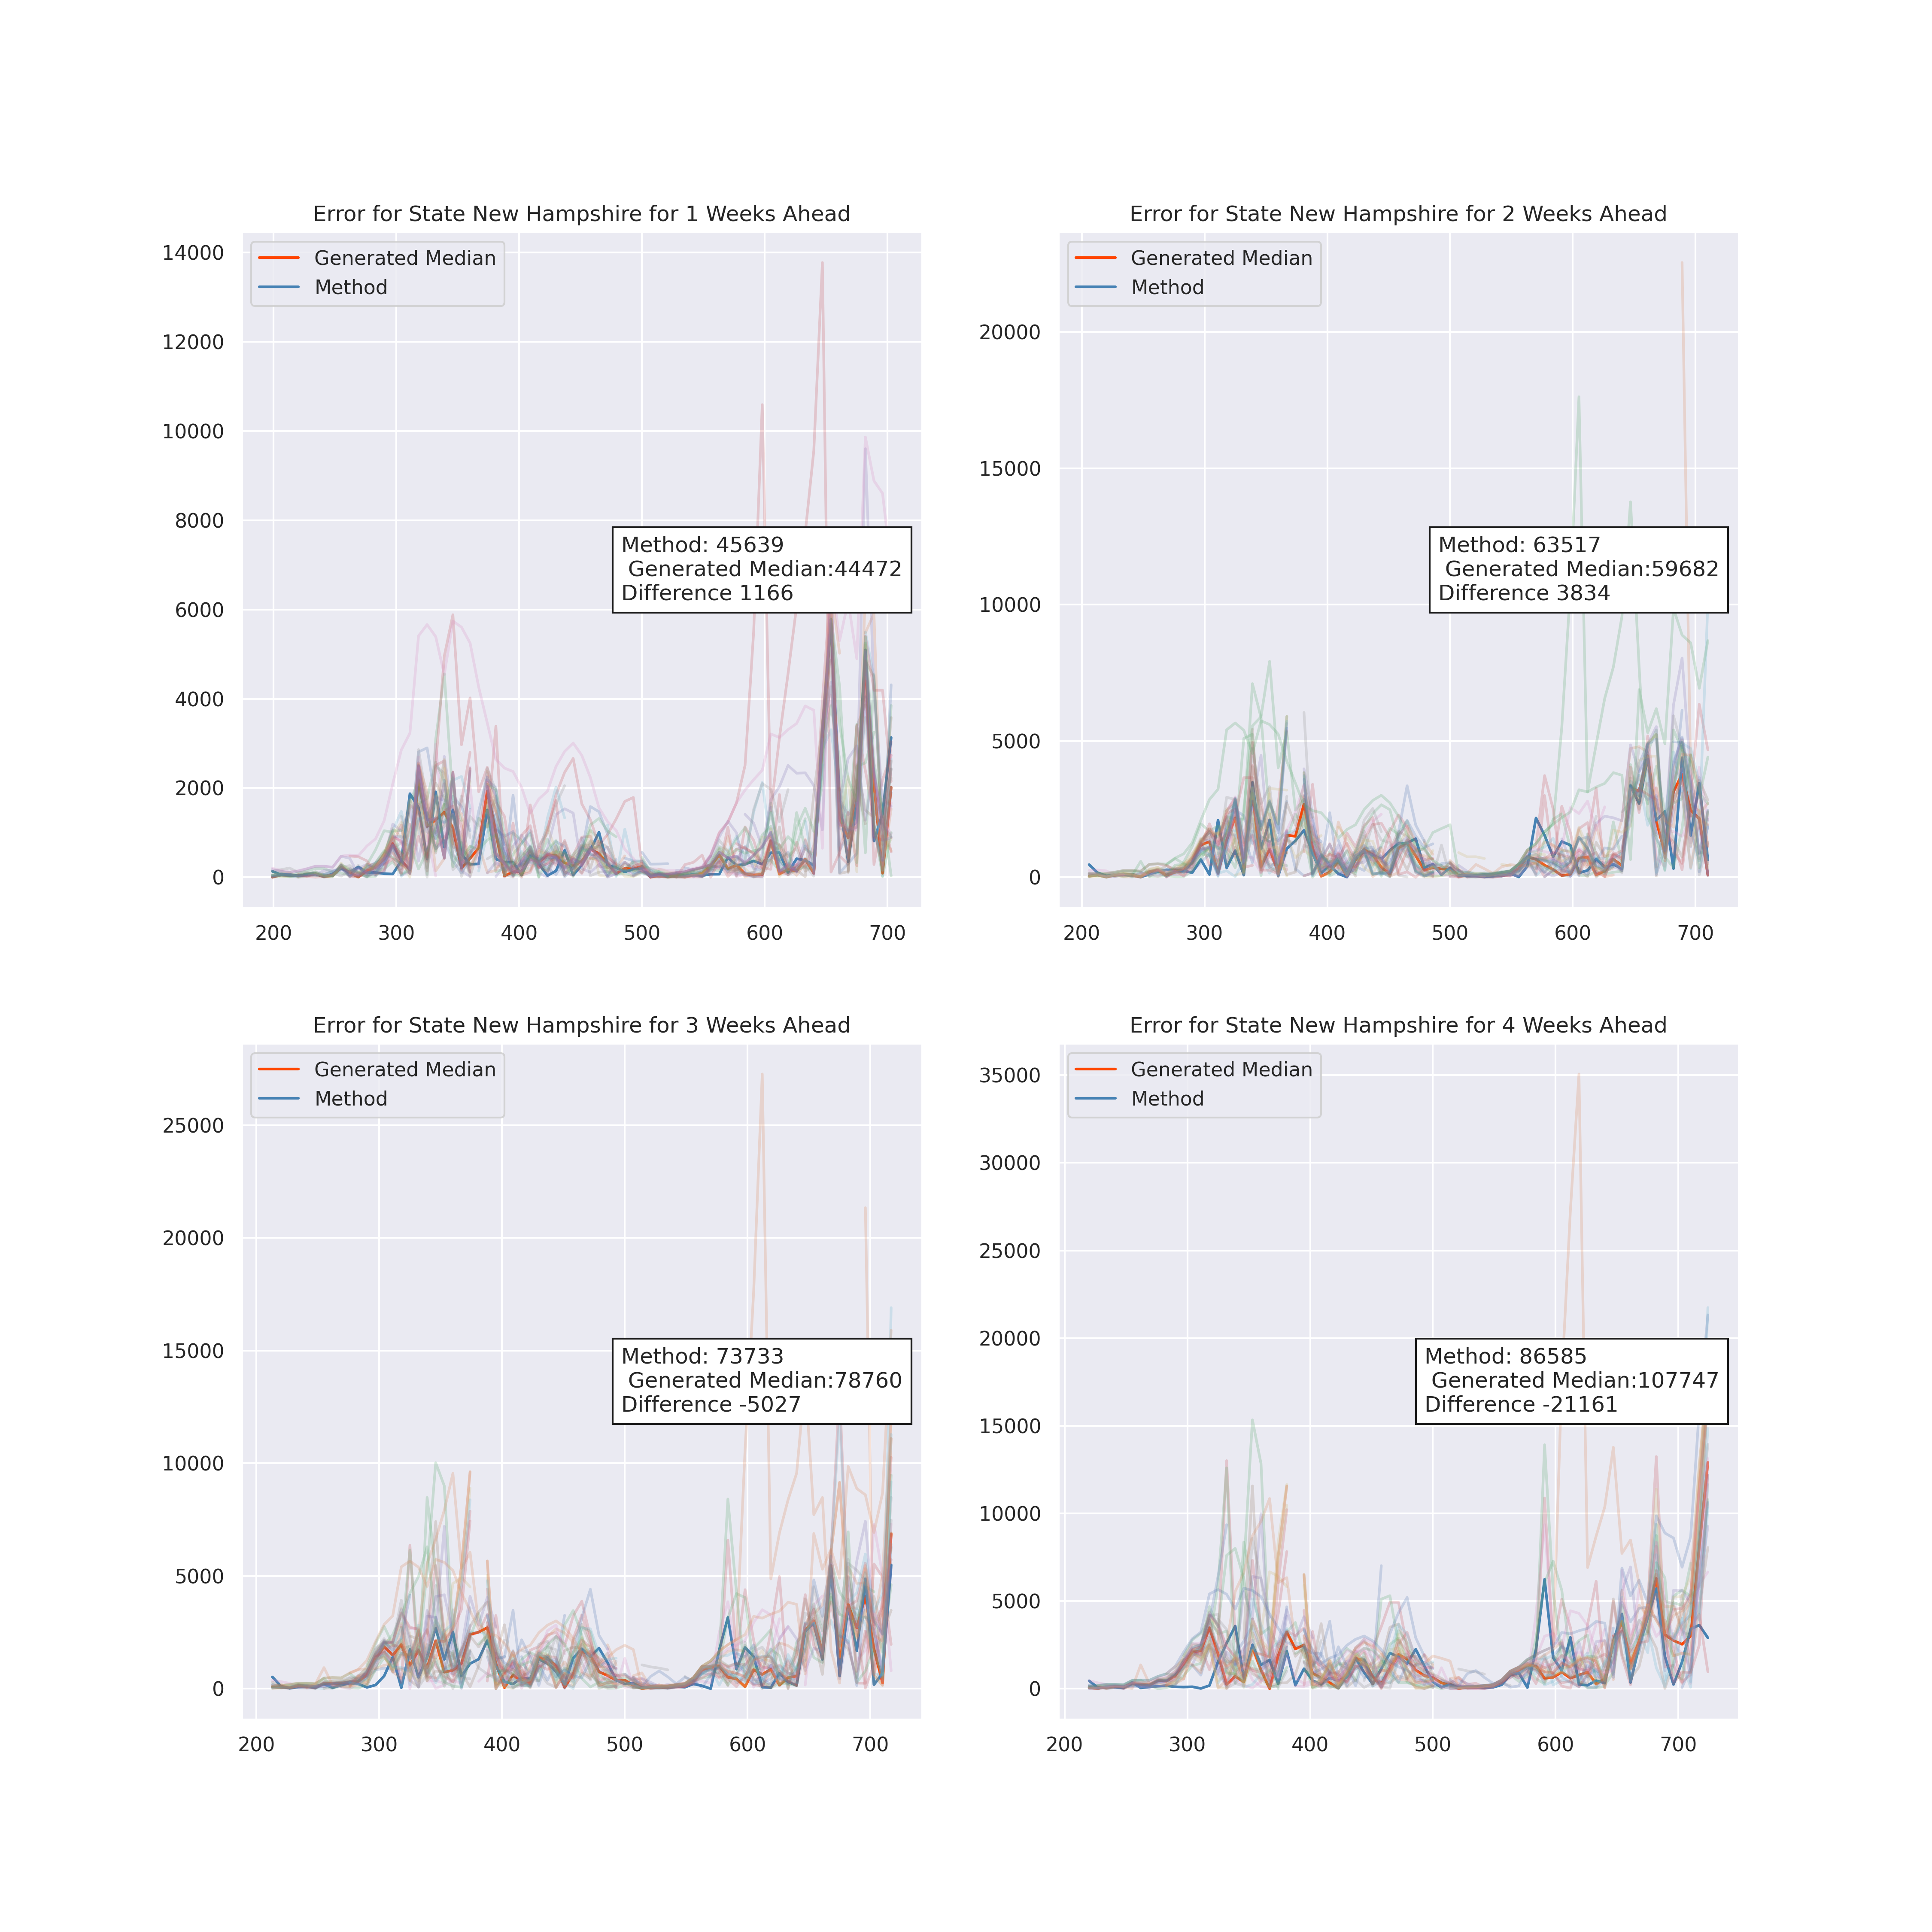 Error for State New Hampshire for 1 Weeks Ahead
Generated Median
Method
14000
12000
10000
8000
6000
4000
2000
0
Method: 45639
Generated Median:44472
Difference 1166
200 300 400 500 600 700
Error for State New Hampshire for 2 Weeks Ahead
Generated Median
Method
20000
15000
10000
5000
0
Method: 63517
Generated Median:59682
Difference 3834
200 300 400 500 600 700
Error for State New Hampshire for 3 Weeks Ahead
Generated Median
Method
25000
20000
15000
10000
5000
0
Method: 73733
Generated Median:78760
Difference -5027
200 300 400 500 600 700
Error for State New Hampshire for 4 Weeks Ahead
Generated Median
Method
35000
30000
25000
20000
15000
10000
5000
0
Method: 86585
Generated Median:107747
Difference -21161
200 300 400 500 600 700